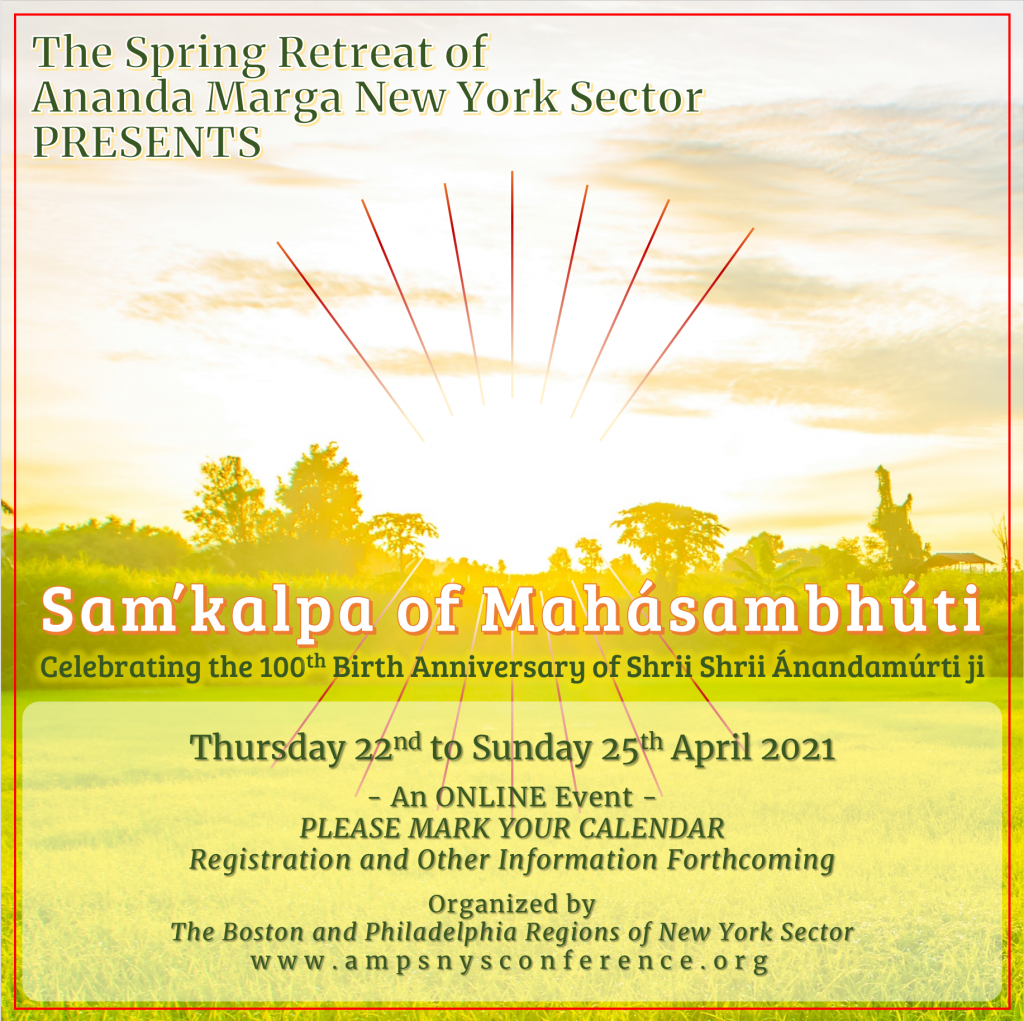 The Spring Retreat of
Ananda Marga New York Sector
PRESENTS
Sam'kalpa of Mahásambhúti
Celebrating the 100th Birth Anniversary of Shrii Shrii Ánandamúrti ji
Thursday 22nd to Sunday 25th April 2021
- An ONLINE Event -
PLEASE MARK YOUR CALENDAR
Registration and Other Information Forthcoming
Organized by
The Boston and Philadelphia Regions of New York Sector
www.ampsnysconference.org